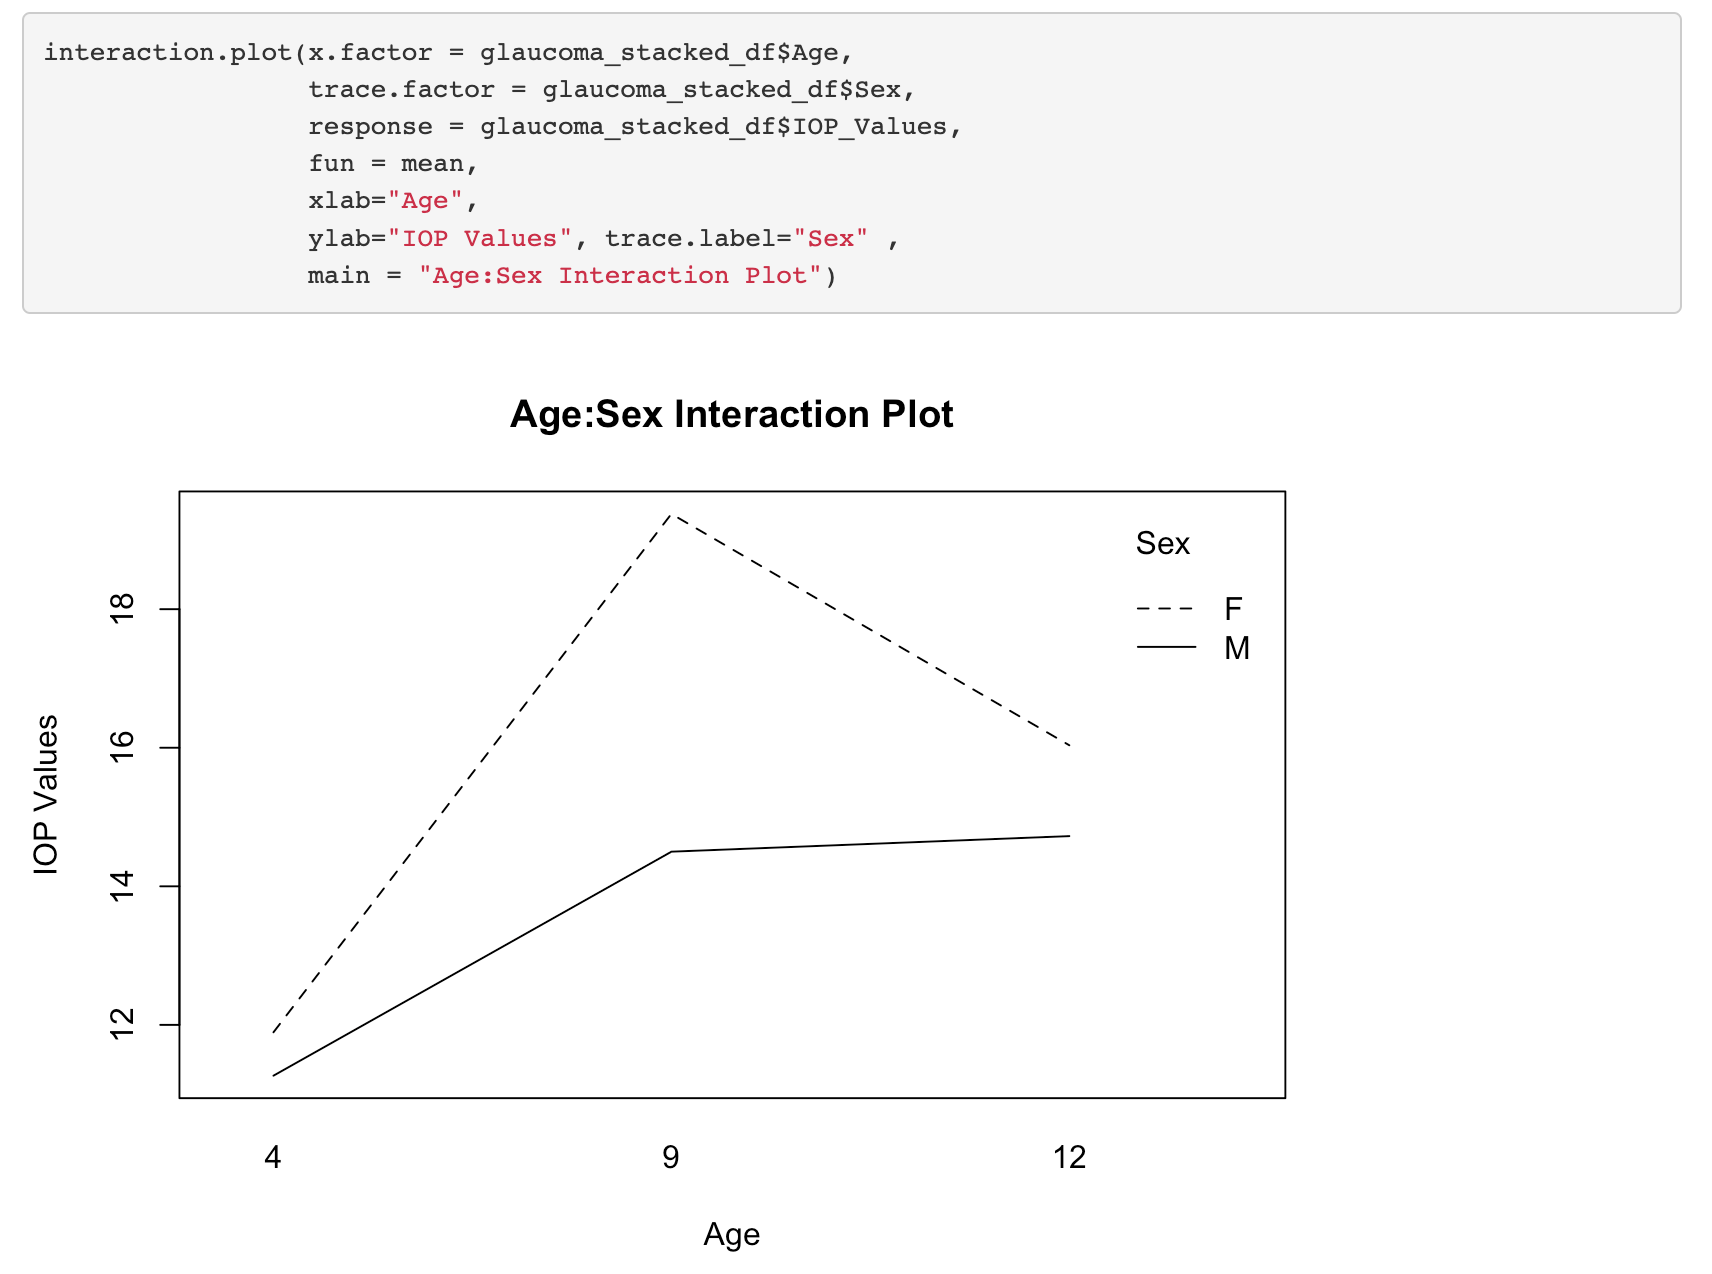 interaction.plot(x.factor = glaucoma_stacked_df$Age,
trace.factor = glaucoma_stacked_df$Sex,
response = glaucoma_stacked_df$IOP_Values,
fun = mean,
xlab="Age",
ylab="IOP Values", trace.label="Sex" ,
main = "Age:Sex Interaction Plot")
Age:Sex Interaction Plot
Sex
F
M
18
16
14
12
IOP Values
4 9 12
Age